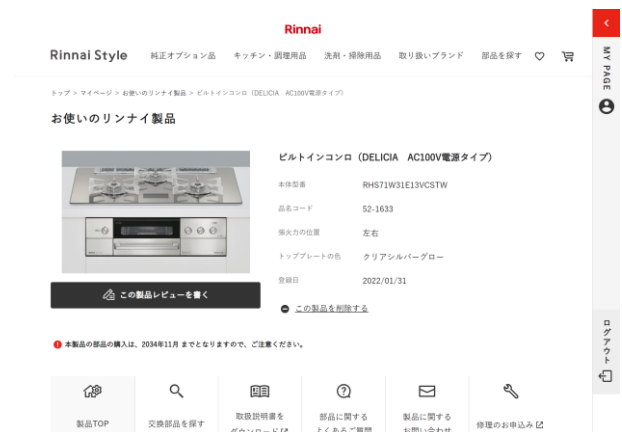 Rinnai
Rinnai Style 純正オプション品 キッチン・調理用品 洗剤・掃除用品 取り扱いブランド 部品を探す
MY PAGE
トップ > マイページ > お使いのリンナイ製品 > ビルトインコンロ（DELICIA AC100V電源タイプ）
お使いのリンナイ製品
ビルトインコンロ（DELICIA AC100V電源タイプ）
本体型番 RHS71W31E13VCSTW
品名コード 52-1633
強火力の位置 左右
トッププレートの色 クリアシルバーグロー
登録日 2022/01/31
この製品レビューを書く
この製品を削除する
ログアウト
本製品の部品の購入は、2034年11月 までとなりますので、ご注意ください。
製品TOP
交換部品を探す
取扱説明書を
ダウンロード
部品に関する
よくあるご質問
製品に関する
お問い合わせ
修理のお申込み